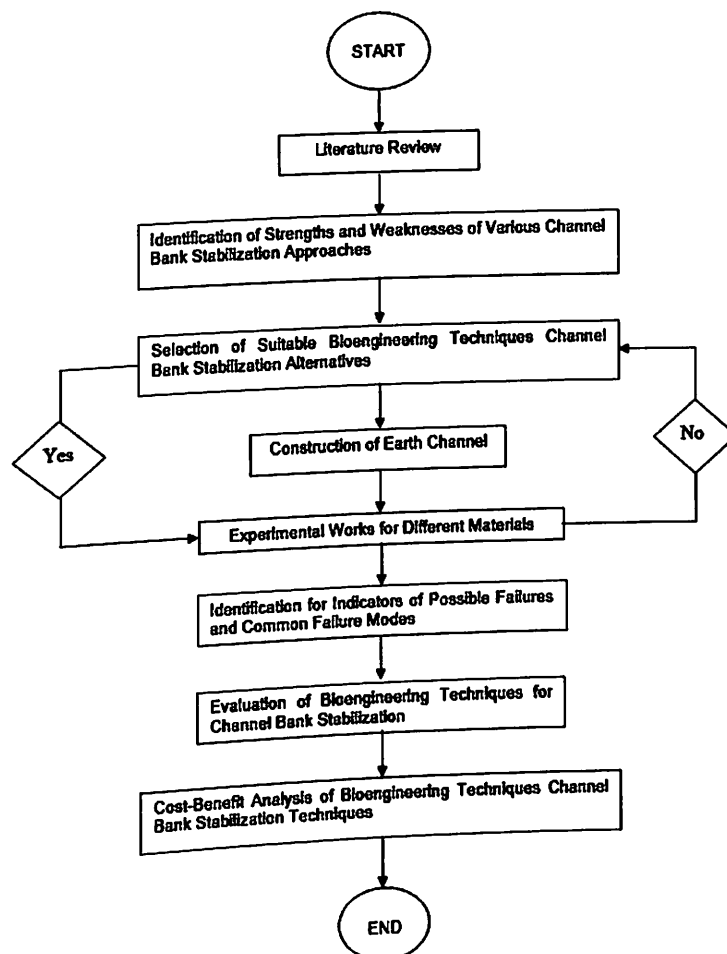 START
Literature Review
Identification of Strengths and Weaknesses of Various Channel
Bank Stabilization Approaches
Selection of Suitable Bioengineering Techniques Channel
Bank Stabilization Alternatives
Yes
No
Construction of Earth Channel
Experimental Works for Different Materials
Identification for Indicators of Possible Failures
and Common Failure Modes
Evaluation of Bioengineering Techniques for
Channel Bank Stabilization
Cost-Benefit Analysis of Bioengineering Techniques Channel
Bank Stabilization Techniques
END